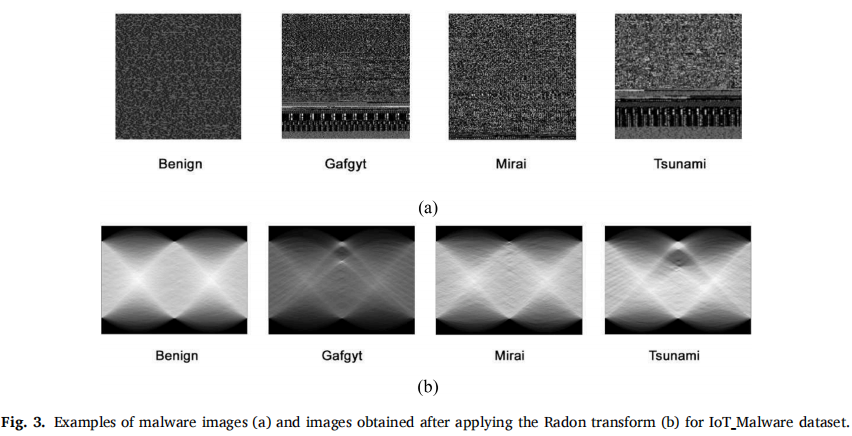 Benign Gafgyt Mirai Tsunami
(a)
Benign Gafgyt Mirai Tsunami
(b)
Fig. 3. Examples of malware images (a) and images obtained after applying the Radon transform (b) for IoT_Malware dataset.